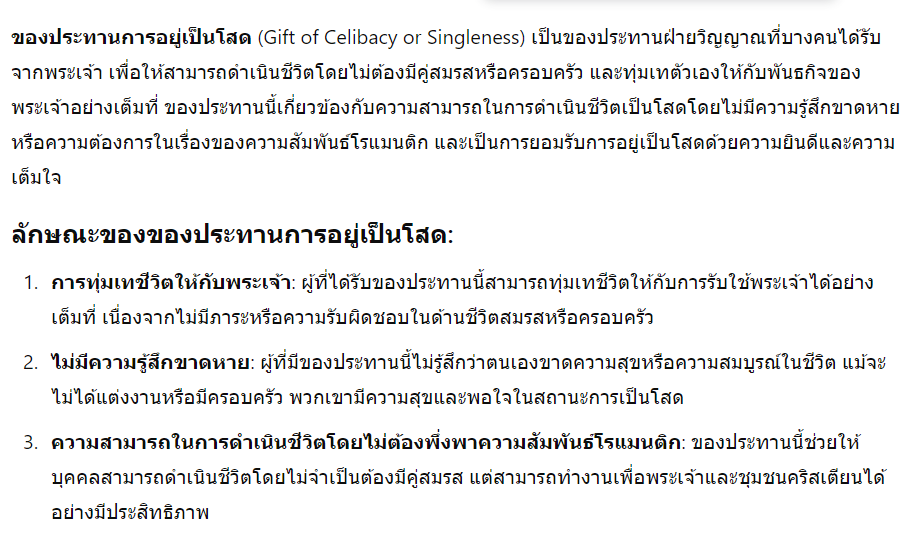 ของประทานการอยู่เป็นโสด (Gift of Celibacy or Singleness) เป็นของประทานฝ่ายวิญญาณที่บางคนได้รับ
จากพระเจ้า เพื่อให้สามารถดำเนินชีวิตโดยไม่ต้องมีคู่สมรสหรือครอบครัว และทุ่มเทตัวเองให้กับพันธกิจของ
พระเจ้าอย่างเต็มที่ ของประทานนี้เกี่ยวข้องกับความสามารถในการดำเนินชีวิตเป็นโสดโดยไม่มีความรู้สึกขาดหาย
หรือความต้องการในเรื่องของความสัมพันธ์โรแมนติก และเป็นการยอมรับการอยู่เป็นโสดด้วยความยินดีและความ
เต็มใจ
ลักษณะของของประทานการอยู่เป็นโสด:
1. การทุ่มเทชีวิตให้กับพระเจ้า: ผู้ที่ได้รับของประทานนี้สามารถทุ่มเทชีวิตให้กับการรับใช้พระเจ้าได้อย่าง
เต็มที่ เนื่องจากไม่มีภาระหรือความรับผิดชอบในด้านชีวิตสมรสหรือครอบครัว
2. ไม่มีความรู้สึกขาดหาย: ผู้ที่มีของประทานนี้ไม่รู้สึกว่าตนเองขาดความสุขหรือความสมบูรณ์ในชีวิต แม้จะ
ไม่ได้แต่งงานหรือมีครอบครัว พวกเขามีความสุขและพอใจในสถานะการเป็นโสด
3. ความสามารถในการดำเนินชีวิตโดยไม่ต้องพึ่งพาความสัมพันธ์โรแมนติก: ของประทานนี้ช่วยให้
บุคคลสามารถดำเนินชีวิตโดยไม่จำเป็นต้องมีคู่สมรส แต่สามารถทำงานเพื่อพระเจ้าและชุมชนคริสเตียนได้
อย่างมีประสิทธิภาพ